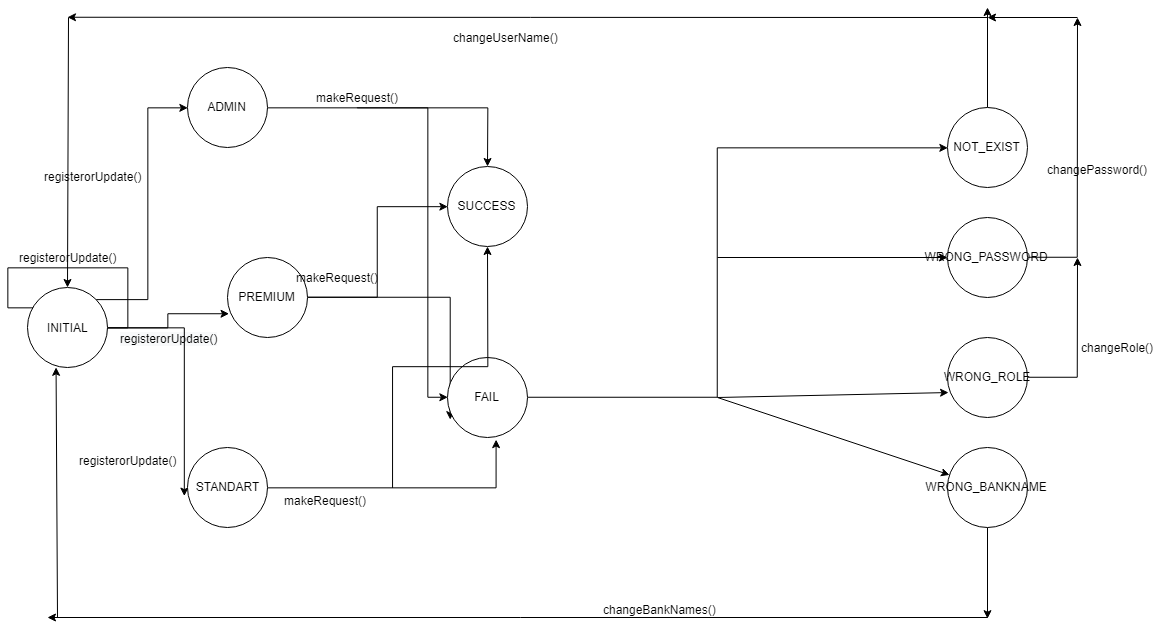 changeUserName()
makeRequest()
ADMIN
NOT_EXIST
changePassword()
registerorUpdate()
SUCCESS
registerorUpdate()
WRONG_PASSWORD
makeRequest()
PREMIUM
INITIAL
registerorUpdate()
changeRole()
WRONG_ROLE
FAIL
registerorUpdate()
STANDART
WRONG_BANKNAME
makeRequest()
changeBankNames()